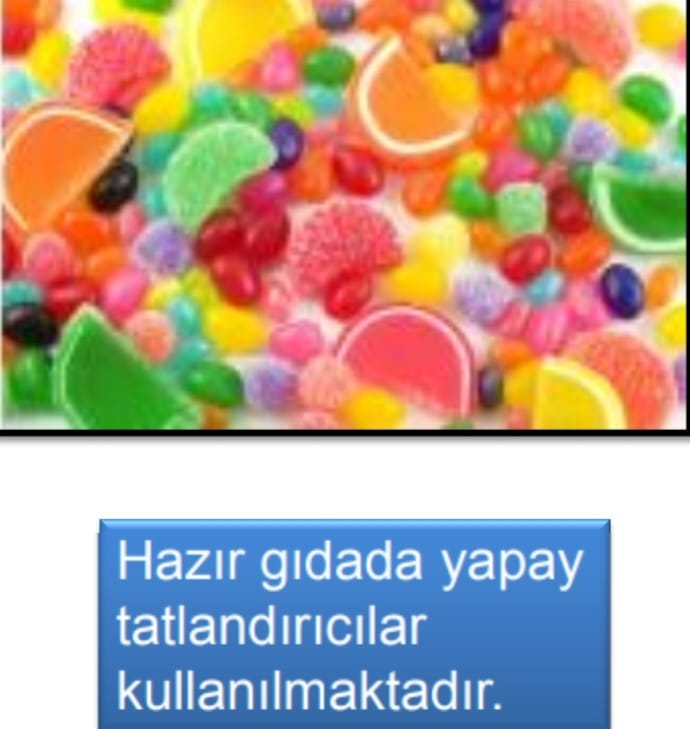 Hazır gıdada yapay
tatlandırıcılar
kullanılmaktadır.